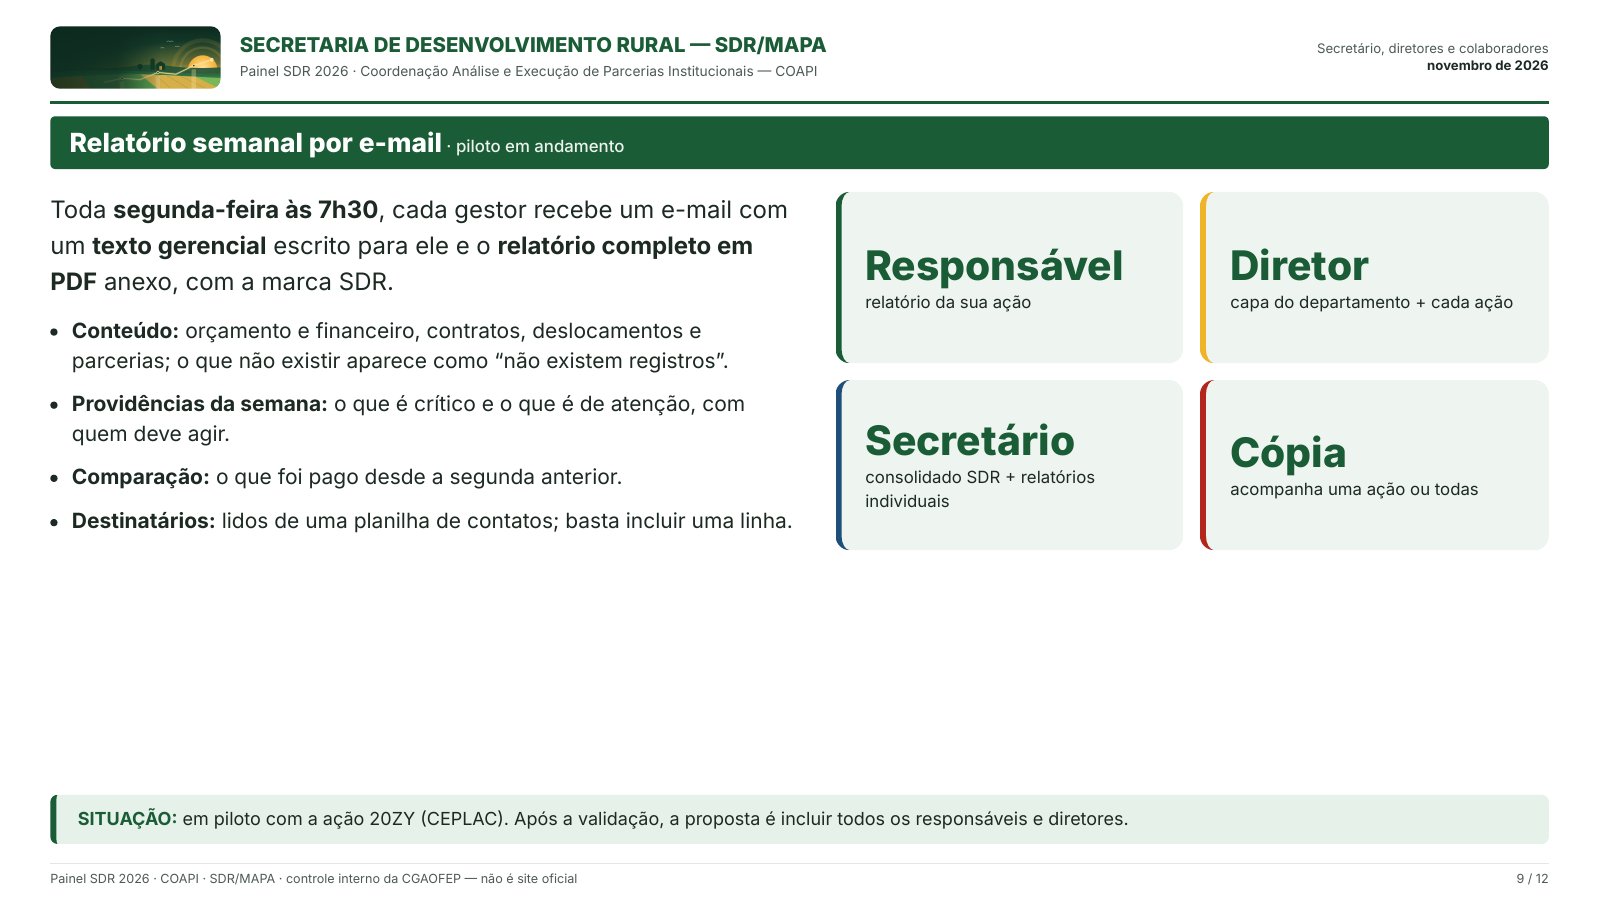 SECRETARIA DE DESENVOLVIMENTO RURAL — SDR/MAPA
Painel SDR 2026 · Coordenação Análise e Execução de Parcerias Institucionais — COAPI
Secretário, diretores e colaboradores
novembro de 2026
Relatório semanal por e-mail · piloto em andamento
Toda segunda-feira às 7h30, cada gestor recebe um e-mail com
um texto gerencial escrito para ele e o relatório completo em
PDF anexo, com a marca SDR.
• Conteúdo: orçamento e financeiro, contratos, deslocamentos e
parcerias; o que não existir aparece como “não existem registros”.
• Providências da semana: o que é crítico e o que é de atenção, com
quem deve agir.
• Comparação: o que foi pago desde a segunda anterior.
• Destinatários: lidos de uma planilha de contatos; basta incluir uma linha.
Responsável
relatório da sua ação
Diretor
capa do departamento + cada ação
Secretário
consolidado SDR + relatórios
individuais
Cópia
acompanha uma ação ou todas
SITUAÇÃO: em piloto com a ação 20ZY (CEPLAC). Após a validação, a proposta é incluir todos os responsáveis e diretores.
Painel SDR 2026 · COAPI · SDR/MAPA · controle interno da CGAOFEP — não é site oficial
9 / 12